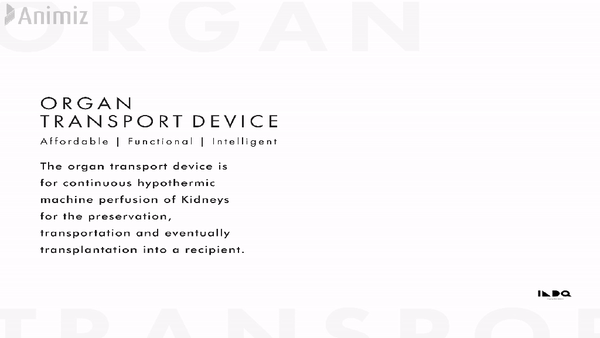 Animiz
ORGAN
ORGAN
TRANSPORT DEVICE
Affordable | Functional | Intelligent
The organ transport device is
for continuous hypothermic
machine perfusion of Kidneys
for the preservation,
transportation and eventually
transplantation into a recipient.
TRANSPOR